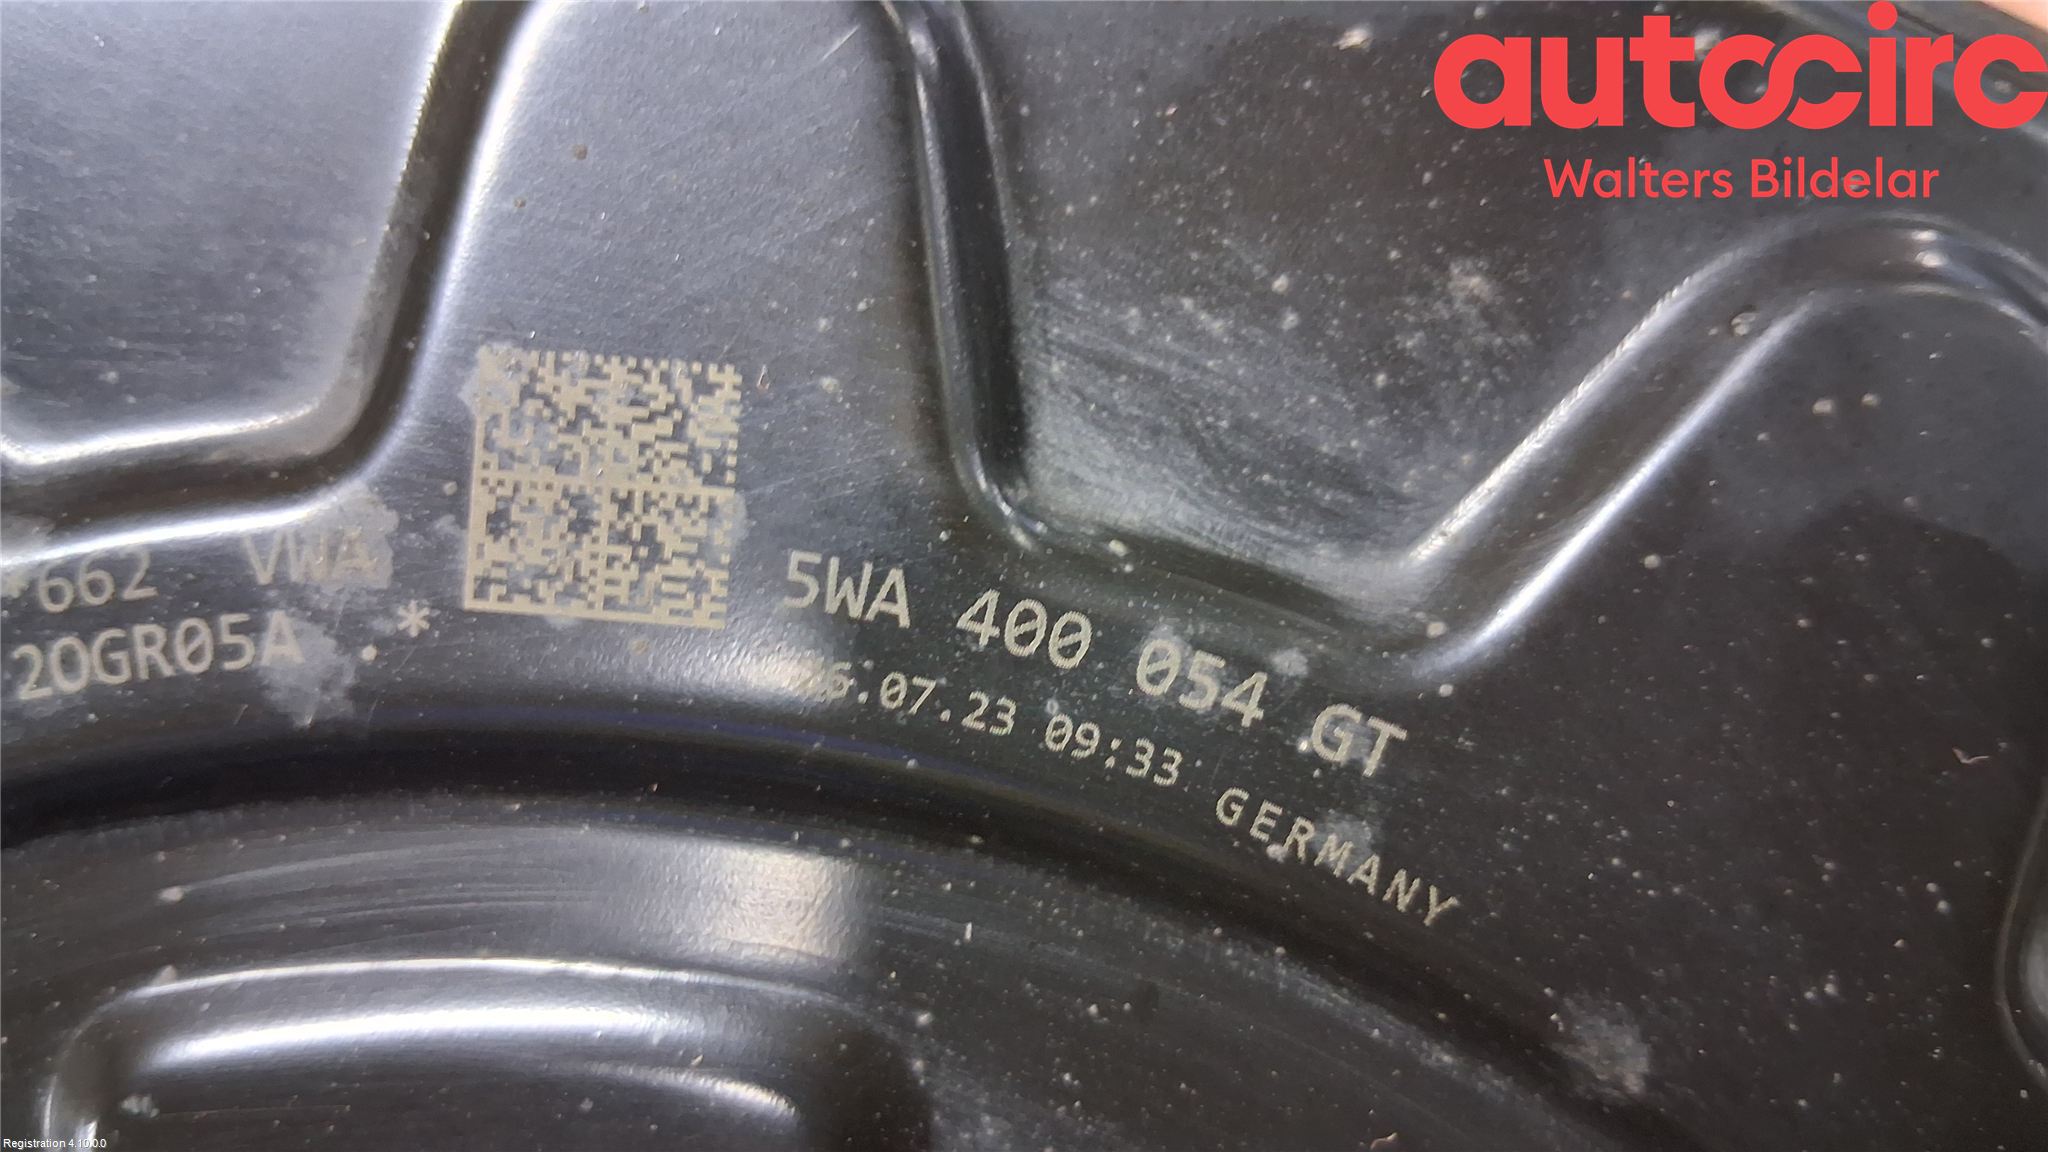 autocirc
Walters Bildelar
*662 VWA
20GR05A *
5WA 400 054 GT
26.07.23 09:33 GERMANY
Registration 4.10.0.0